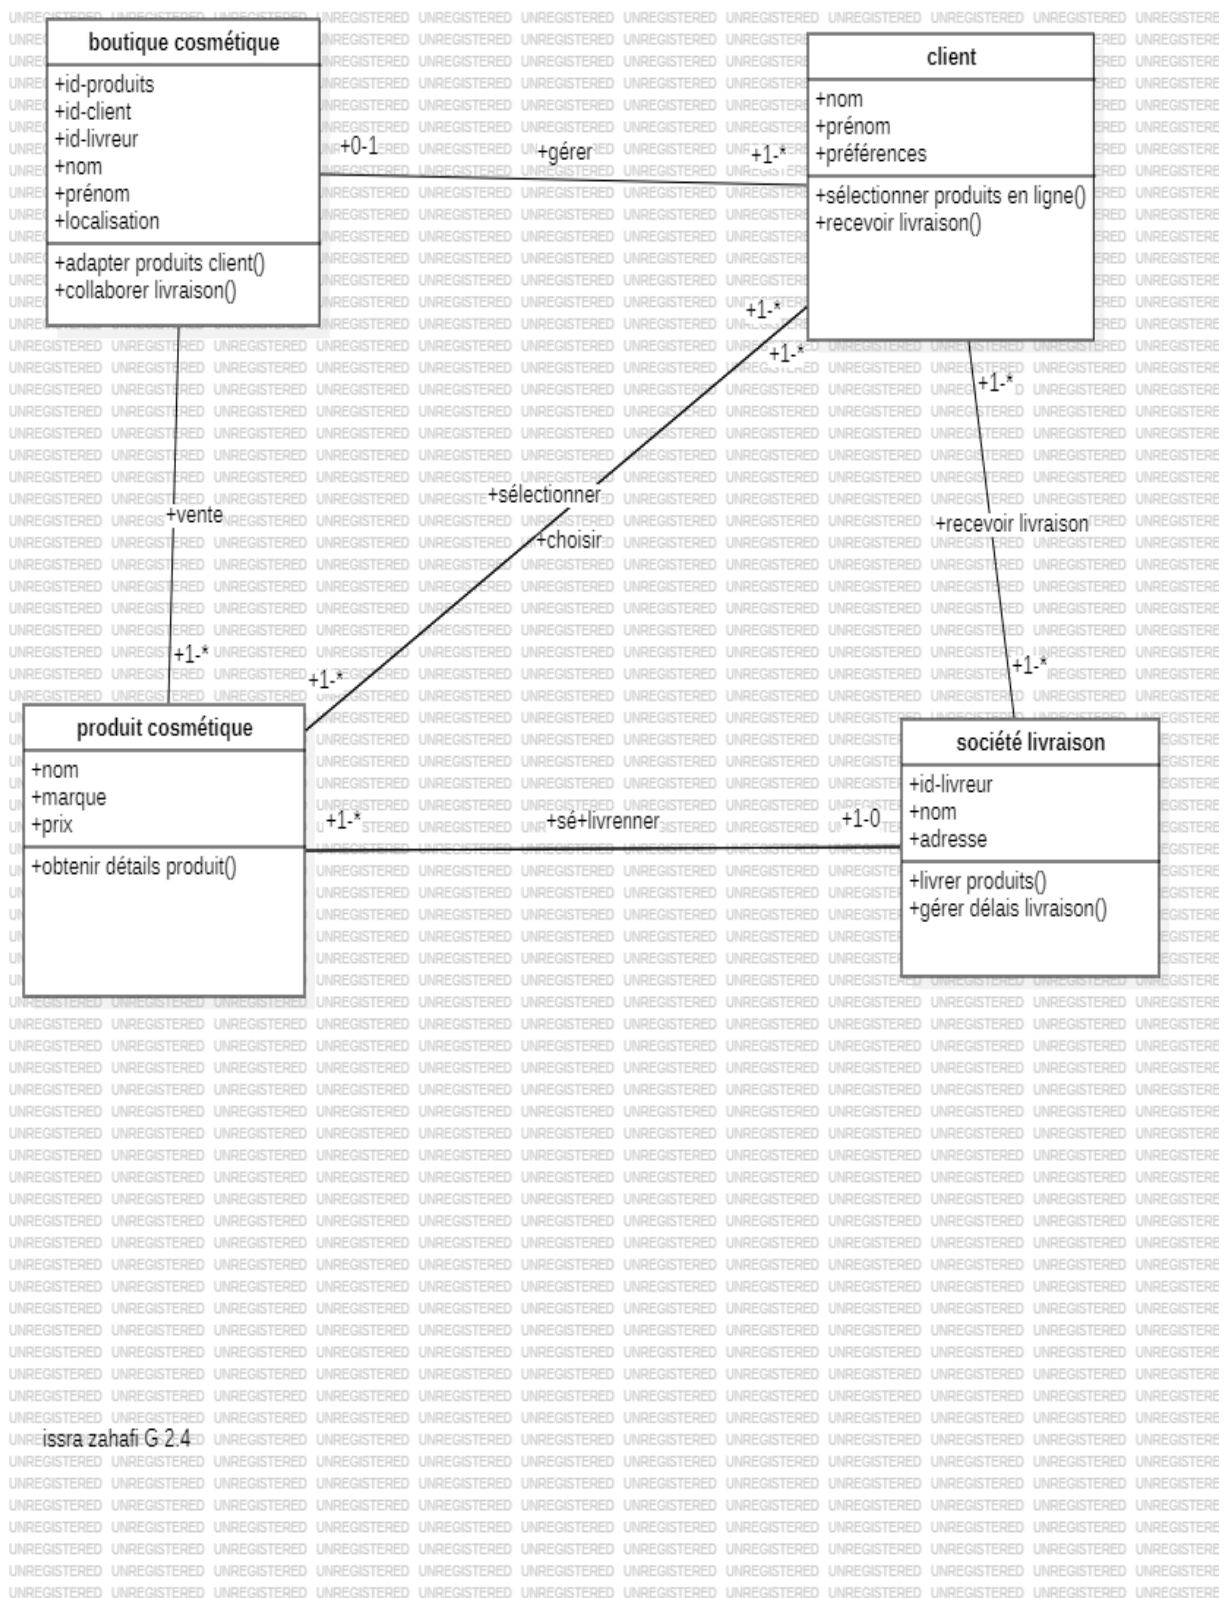 boutique cosmétique
+id-produits
+id-client
+id-livreur
+nom
+prénom
+localisation
+adapter produits client()
+collaborer livraison()
+0-1
+gérer
+1-*
client
+nom
+prénom
+préférences
+sélectionner produits en ligne()
+recevoir livraison()
+1-*
+1-*
+1-*
+sélectionner
+choisir
+vente
+recevoir livraison
+1-*
+1-*
+1-*
produit cosmétique
+nom
+marque
+prix
+obtenir détails produit()
+1-*
+sé+livrenner
+1-0
société livraison
+id-livreur
+nom
+adresse
+livrer produits()
+gérer délais livraison()
issra zahafi G 2.4
UNREGISTERED